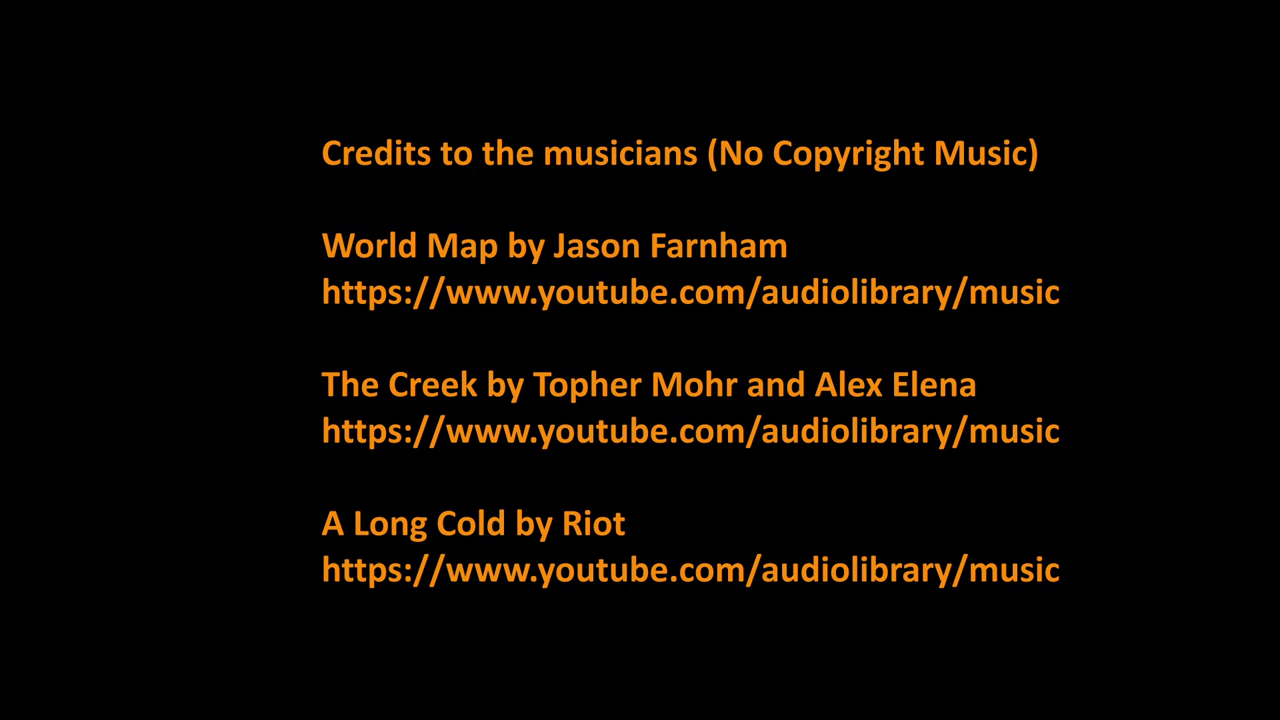 Credits to the musicians (No Copyright Music)
World Map by Jason Farnham
https://www.youtube.com/audiolibrary/music
The Creek by Topher Mohr and Alex Elena
https://www.youtube.com/audiolibrary/music
A Long Cold by Riot
https://www.youtube.com/audiolibrary/music